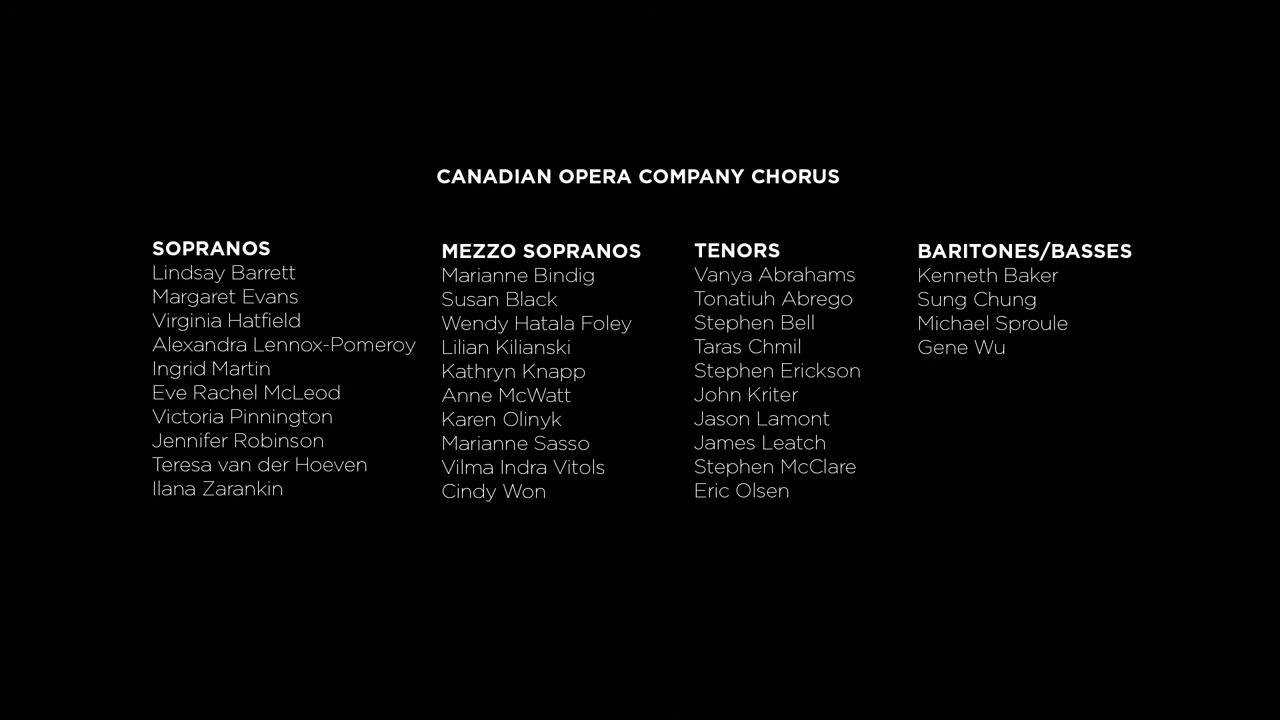 CANADIAN OPERA COMPANY CHORUS
SOPRANOS
Lindsay Barrett
Margaret Evans
Virginia Hatfield
Alexandra Lennox-Pomeroy
Ingrid Martin
Eve Rachel McLeod
Victoria Pinnington
Jennifer Robinson
Teresa van der Hoeven
Ilana Zarankin
MEZZO SOPRANOS
Marianne Bindig
Susan Black
Wendy Hatala Foley
Lilian Kilianski
Kathryn Knapp
Anne McWatt
Karen Olinyk
Marianne Sasso
Vilma Indra Vitols
Cindy Won
TENORS
Vanya Abrahams
Tonatiuh Abrego
Stephen Bell
Taras Chmil
Stephen Erickson
John Kriter
Jason Lamont
James Leatch
Stephen McClare
Eric Olsen
BARITONES/BASSES
Kenneth Baker
Sung Chung
Michael Sproule
Gene Wu